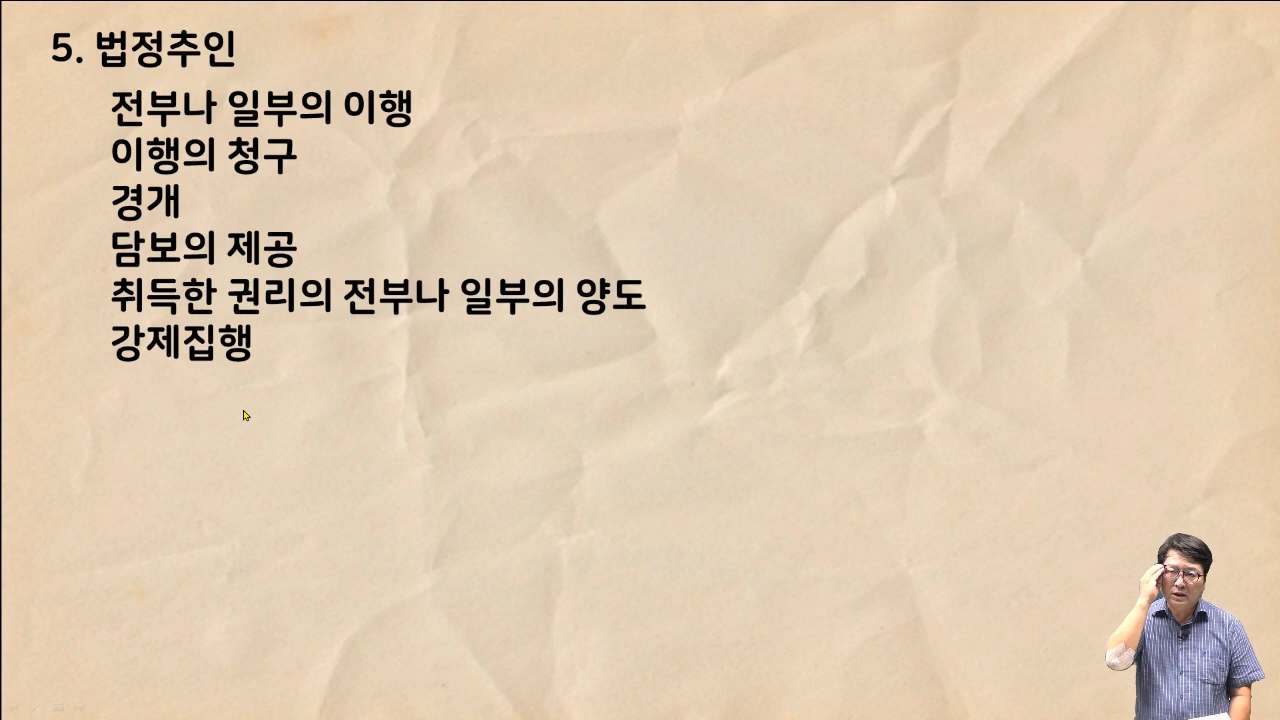 5. 법정추인
전부나 일부의 이행
이행의 청구
경개
담보의 제공
취득한 권리의 전부나 일부의 양도
강제집행